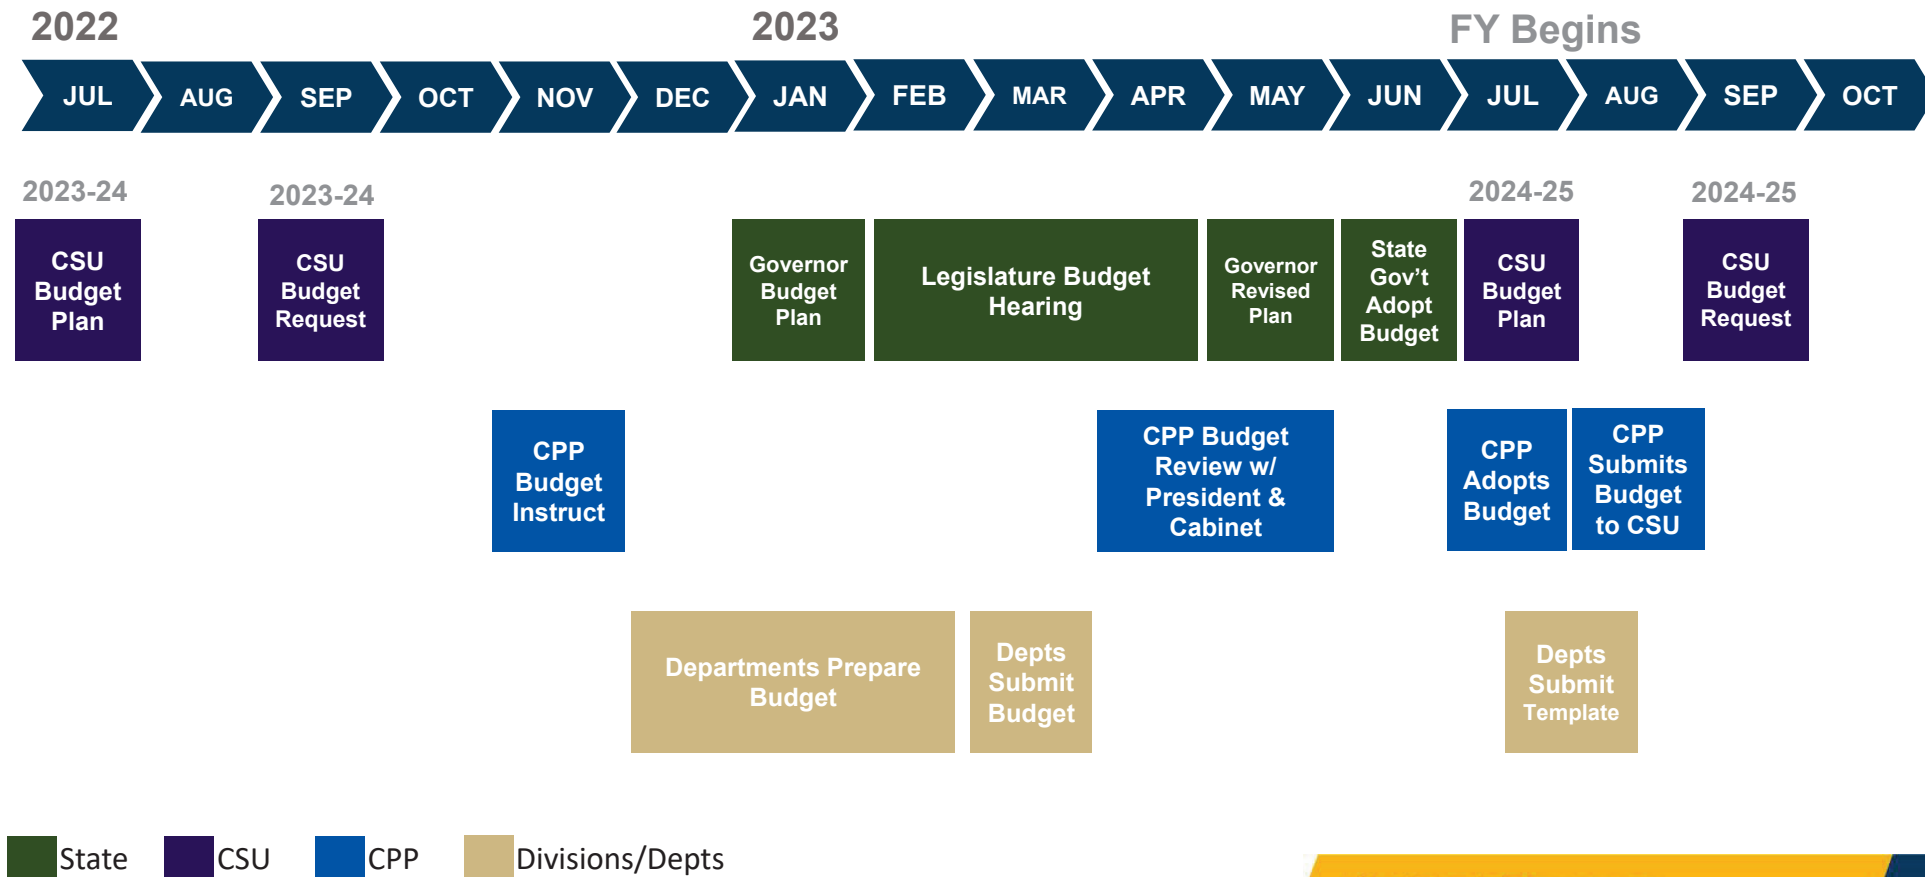 2022
2023
FY Begins
JUL
AUG
SEP
OCT
NOV
DEC
JAN
FEB
MAR
APR
MAY
JUN
JUL
AUG
SEP
OCT
2023-24
2023-24
2024-25
2024-25
CSU
Budget
Plan
CSU
Budget
Request
Governor
Budget
Plan
Legislature Budget
Hearing
Governor
Revised
Plan
State
Gov’t
Adopt
Budget
CSU
Budget
Plan
CSU
Budget
Request
CPP
Budget
Instruct
CPP Budget
Review w/
President &
Cabinet
CPP
Adopts
Budget
CPP
Submits
Budget
to CSU
Departments Prepare
Budget
Depts
Submit
Budget
Depts
Submit
Template
State
CSU
CPP
Divisions/Depts